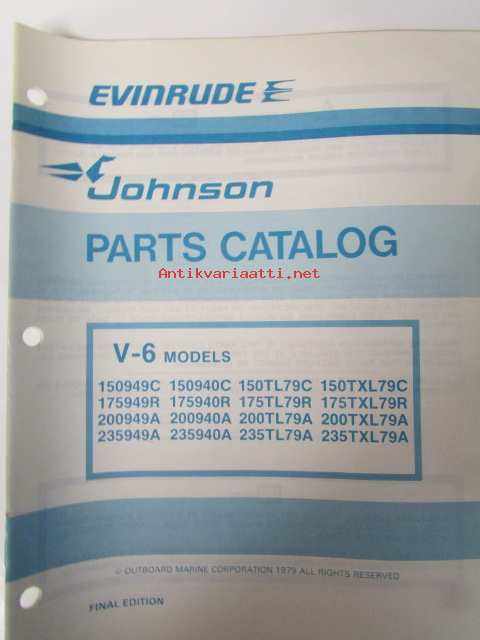 EVINRUDE
Johnson
PARTS CATALOG
Antikvariaatti.net
V-6 MODELS
150949C 150940C 150TL79C 150TXL79C
175949R 175940R 175TL79R 175TXL79R
200949A 200940A 200TL79A 200TXL79A
235949A 235940A 235TL79A 235TXL79A
© OUTBOARD MARINE CORPORATION 1979 ALL RIGHTS RESERVED
FINAL EDITION